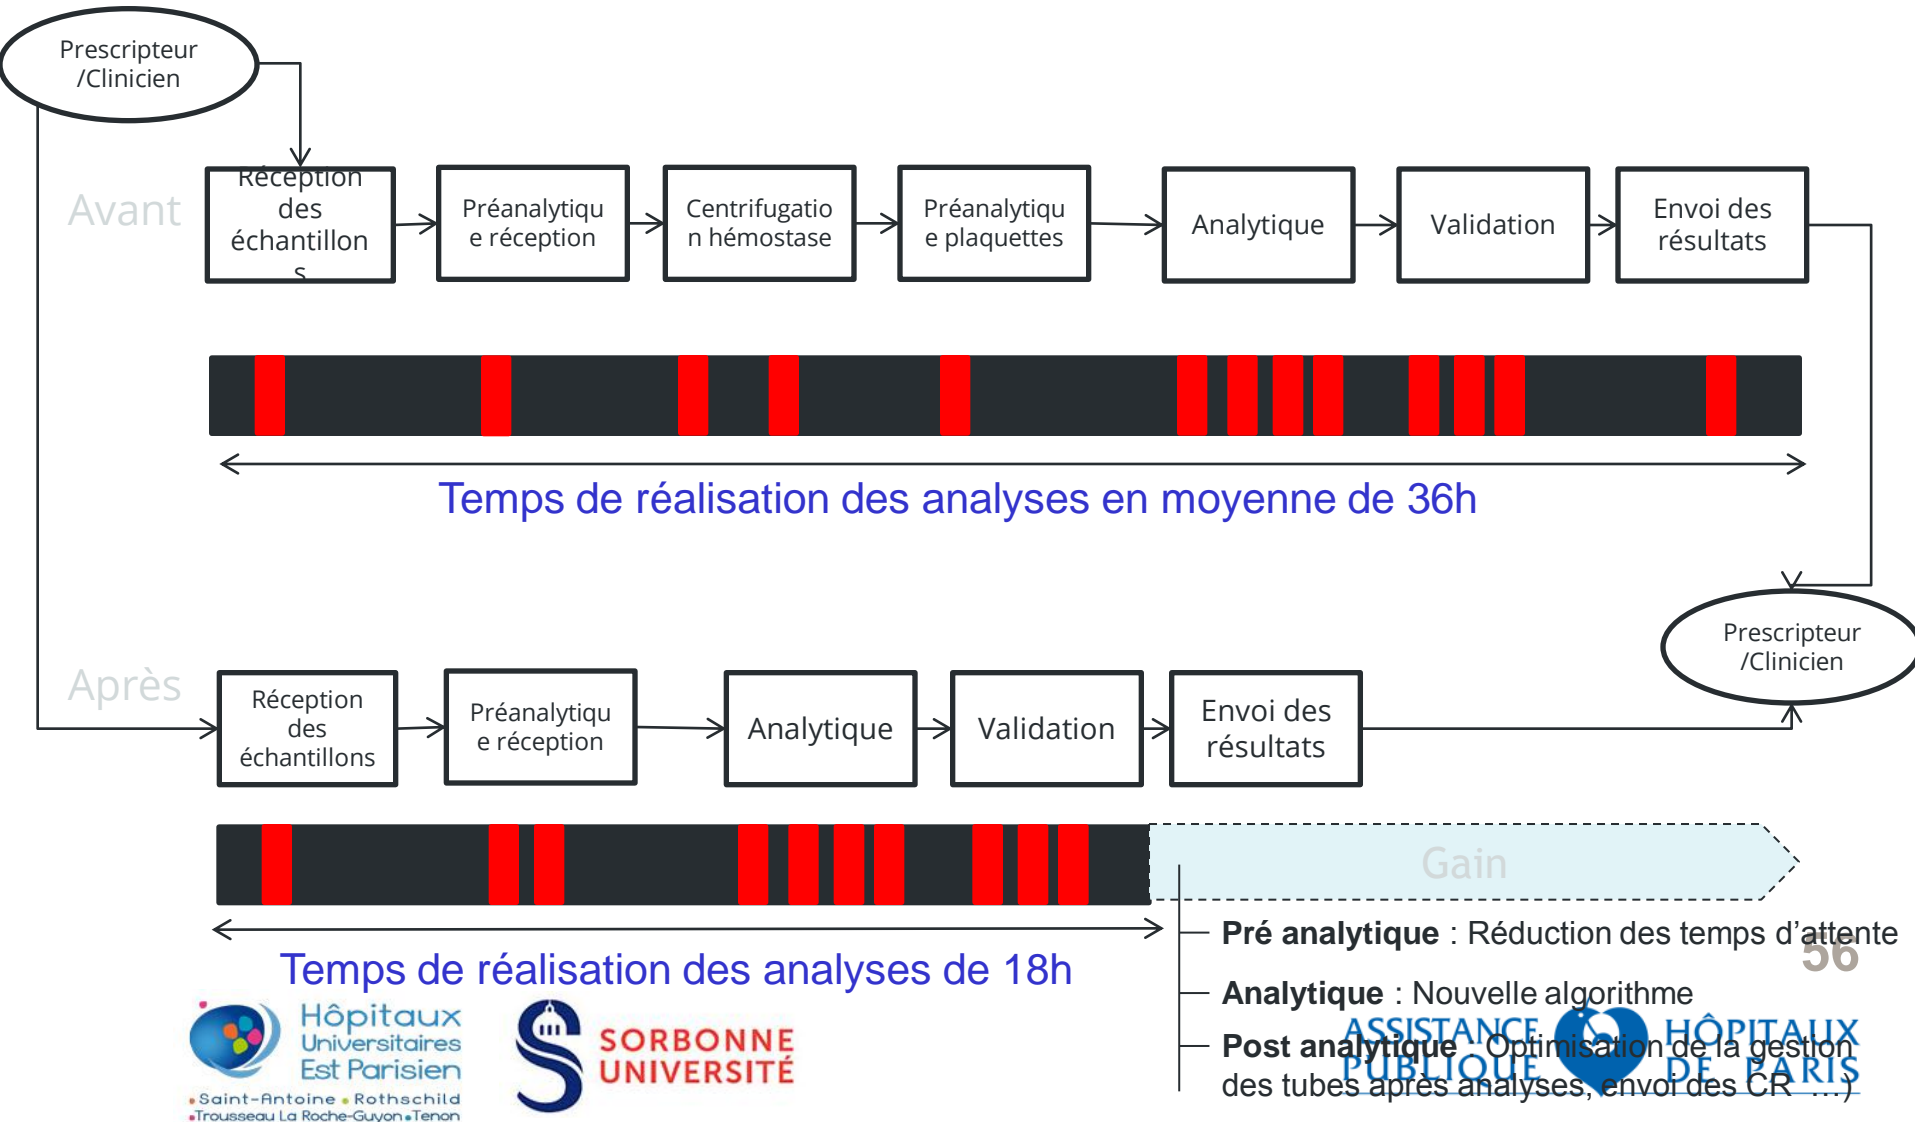 Prescripteur
/Clinicien
Avant
Réception
des
échantillon
s
Préanalytiqu
e réception
Centrifugatio
n hémostase
Préanalytiqu
e plaquettes
Analytique
Validation
Envoi des
résultats
Temps de réalisation des analyses en moyenne de 36h
Prescripteur
/Clinicien
Après
Réception
des
échantillons
Préanalytiqu
e réception
Analytique
Validation
Envoi des
résultats
Gain
Temps de réalisation des analyses de 18h
Pré analytique : Réduction des temps d'attente
56
Analytique : Nouvelle algorithme
Post analytique : Optimisation de la gestion
des tubes après analyses, envoi des CR ...)
Hôpitaux
Universitaires
Est Parisien
Saint-Antoine • Rothschild
• Trousseau La Roche-Guyon • Tenon
SORBONNE
UNIVERSITÉ
ASSISTANCE
PUBLIQUE
HÔPITAUX
DE PARIS